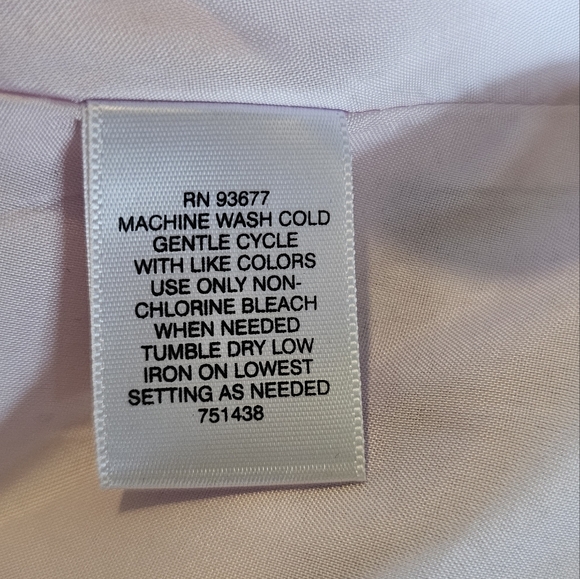 RN 93677
MACHINE WASH COLD
GENTLE CYCLE
WITH LIKE COLORS
USE ONLY NON-
CHLORINE BLEACH
WHEN NEEDED
TUMBLE DRY LOW
IRON ON LOWEST
SETTING AS NEEDED
751438